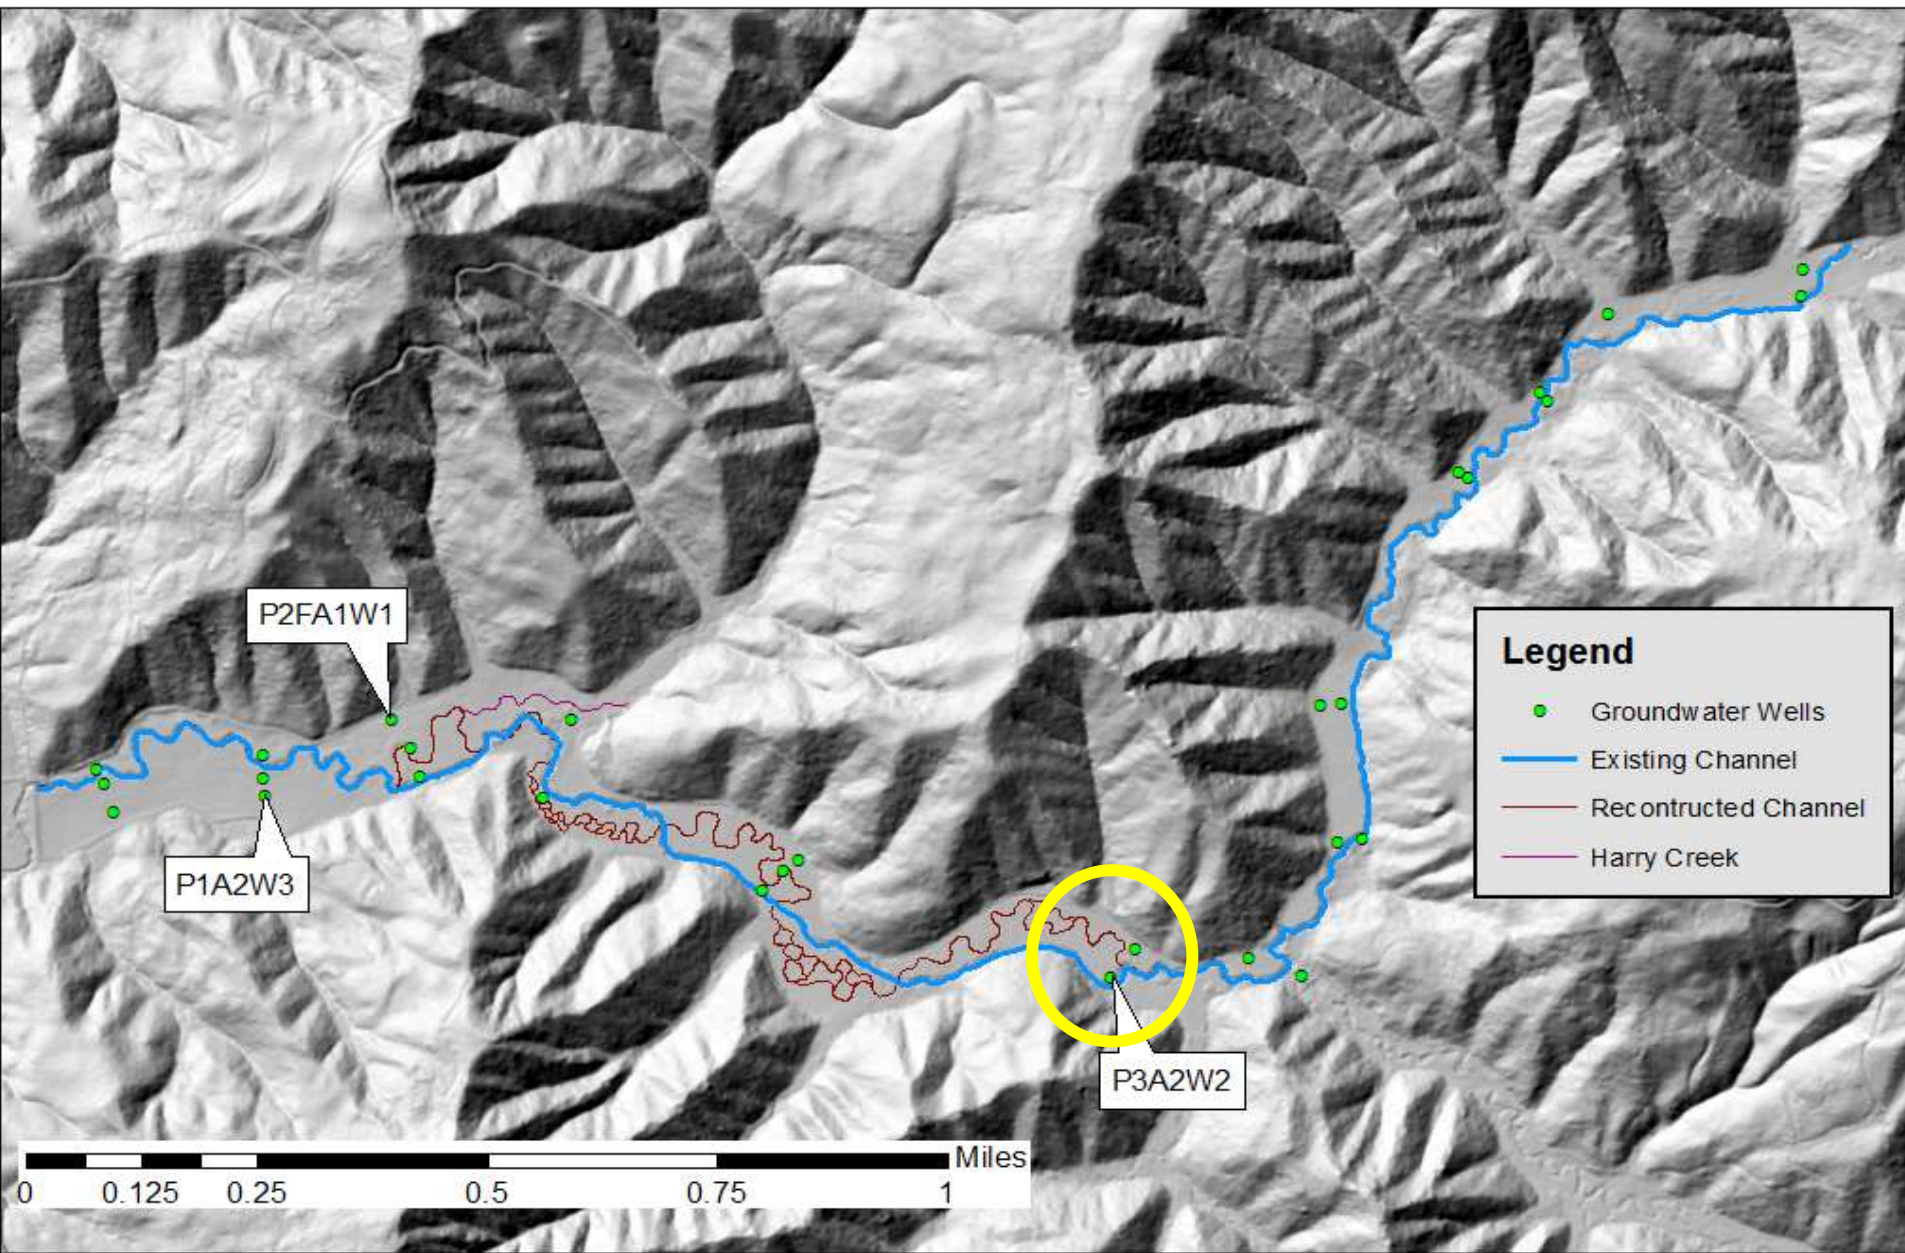 P2FA1W1
P1A2W3
P3A2W2
Legend
Groundwater Wells
Existing Channel
Recontructed Channel
Harry Creek
Miles
0 0.125 0.25 0.5 0.75 1